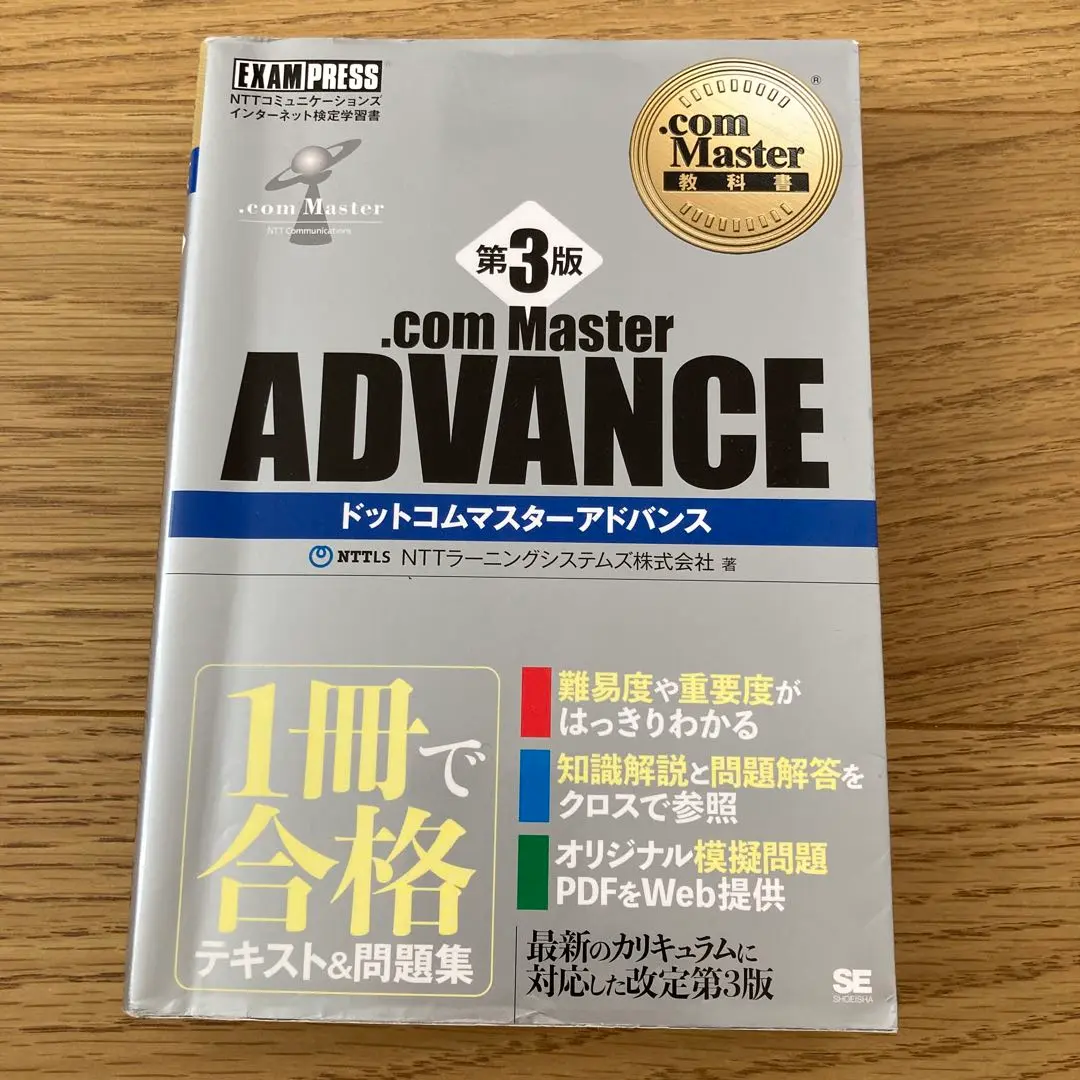 EXAMPRESS
NTTコミュニケーションズ
インターネット検定学習書
.com Master
NTT Communications
.com
Master
教科書
®
第3版
.com Master
ADVANCE
ドットコムマスターアドバンス
NTTLS NTTラーニングシステムズ株式会社 著
1冊で
合格
テキスト&問題集
難易度や重要度が
はっきりわかる
知識解説と問題解答を
クロスで参照
オリジナル模擬問題
PDFをWeb提供
最新のカリキュラムに
対応した改定第3版
SE
SHOEISHA